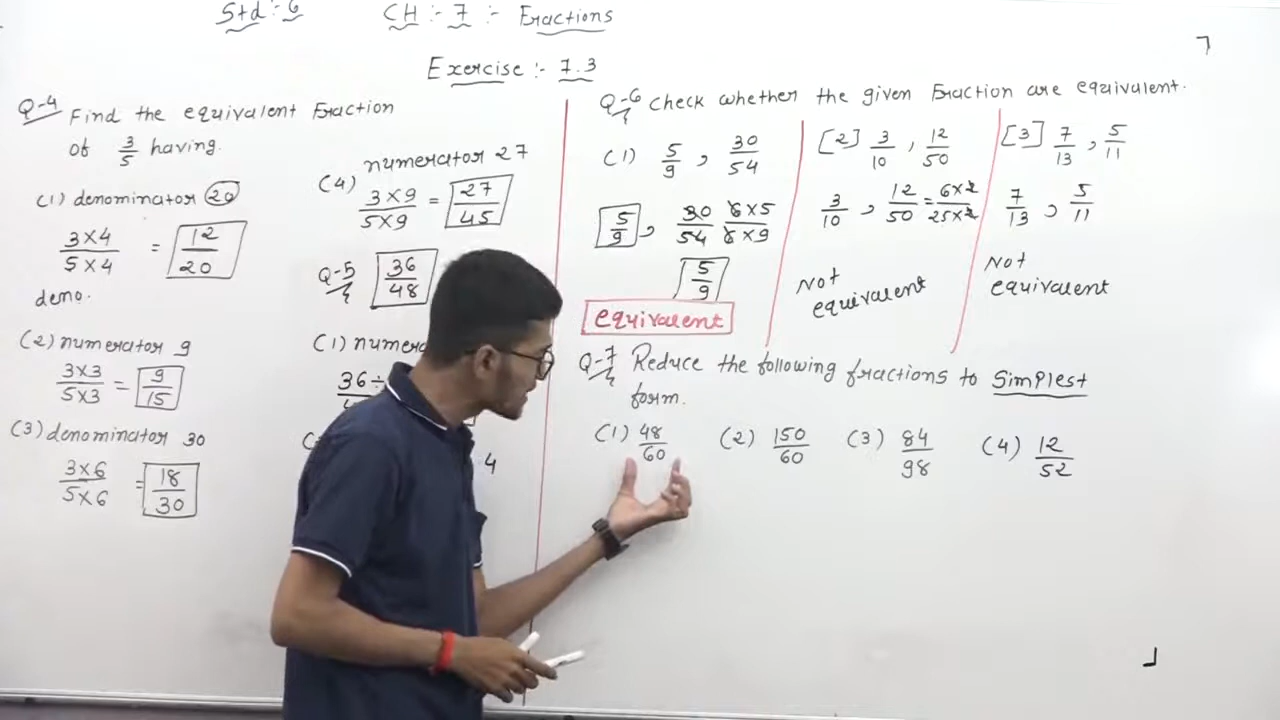 Std :- 6 CH :- 7 :- Fractions
Exercise :- 7.3
Q-4 Find the equivalent Fraction
of 3/5 having.
(1) denominator 20
3×4/5×4 = 12/20
deno.
(2) numerator 9
3×3/5×3 = 9/15
(3) denominator 30
3×6/5×6 = 18/30
(4) numerator 27
3×9/5×9 = 27/45
Q-5 36/48
(1) numera
36÷
4
Q-6 Check whether the given Fraction are equivalent.
(1) 5/9 , 30/54
5/9 , 30/54 6×5/6×9
5/9
equivalent
[2] 3/10 , 12/50
3/10 , 12/50 = 6×2/25×2
Not
equivalent
[3] 7/13 , 5/11
7/13 , 5/11
Not
equivalent
Q-7 Reduce the following fractions to Simplest
form.
(1) 48/60 (2) 150/60 (3) 84/98 (4) 12/52